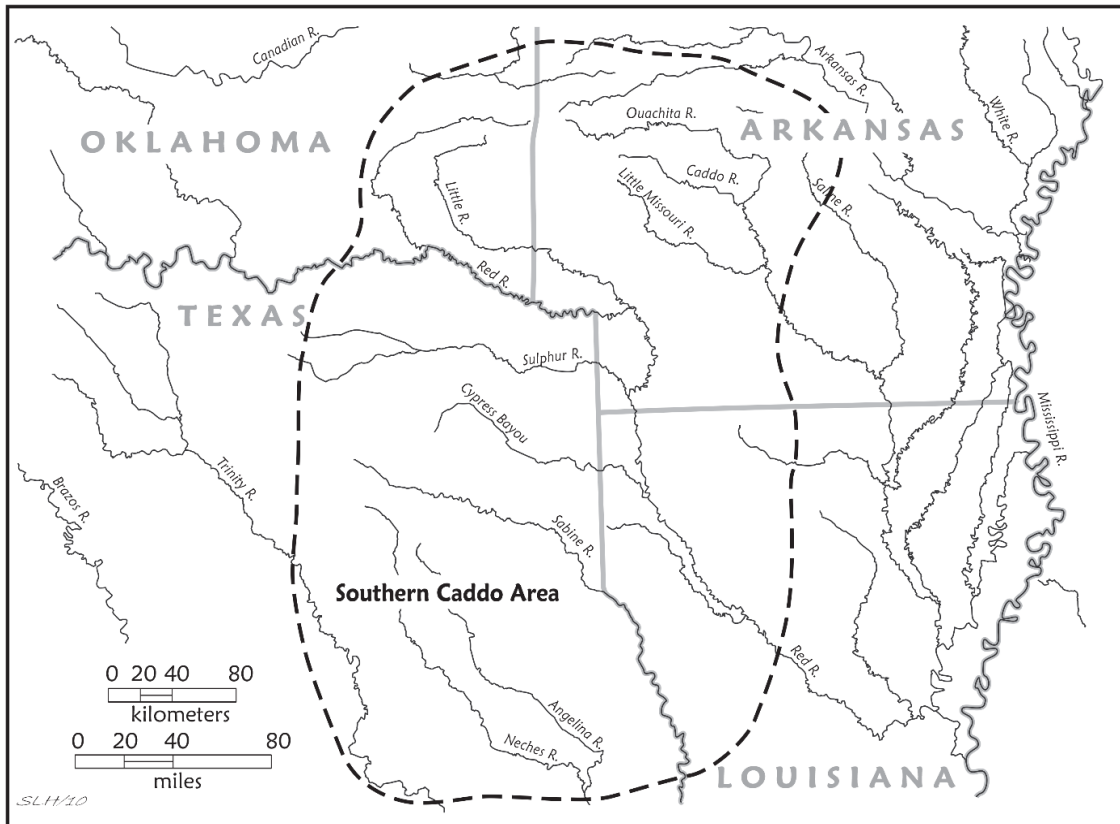 Canadian R.
Arkansas R.
OKLAHOMA
Ouachita R.
ARKANSAS
White R.
Little R.
Caddo R.
Little Missouri R.
Saline R.
Red R.
TEXAS
Sulphur R.
Cypress Bayou
Mississippi R.
Trinity R.
Brazos R.
Sabine R.
Southern Caddo Area
Red R.
Angelina R.
Neches R.
LOUISIANA
0 20 40 80
kilometers
0 20 40 80
miles
SLH/10